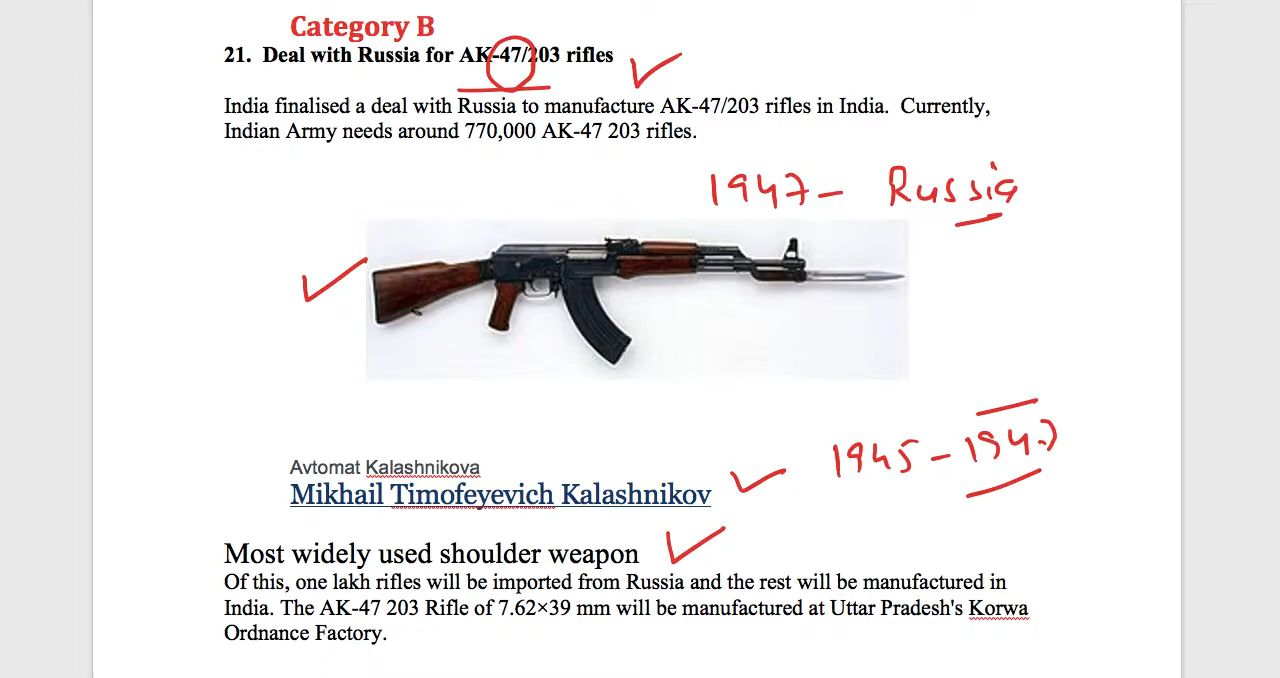 Category B
21. Deal with Russia for AK-47/203 rifles
India finalised a deal with Russia to manufacture AK-47/203 rifles in India. Currently,
Indian Army needs around 770,000 AK-47 203 rifles.
1947 - Russia
1945 - 1947
Avtomat Kalashnikova
Mikhail Timofeyevich Kalashnikov
Most widely used shoulder weapon
Of this, one lakh rifles will be imported from Russia and the rest will be manufactured in
India. The AK-47 203 Rifle of 7.62×39 mm will be manufactured at Uttar Pradesh's Korwa
Ordnance Factory.